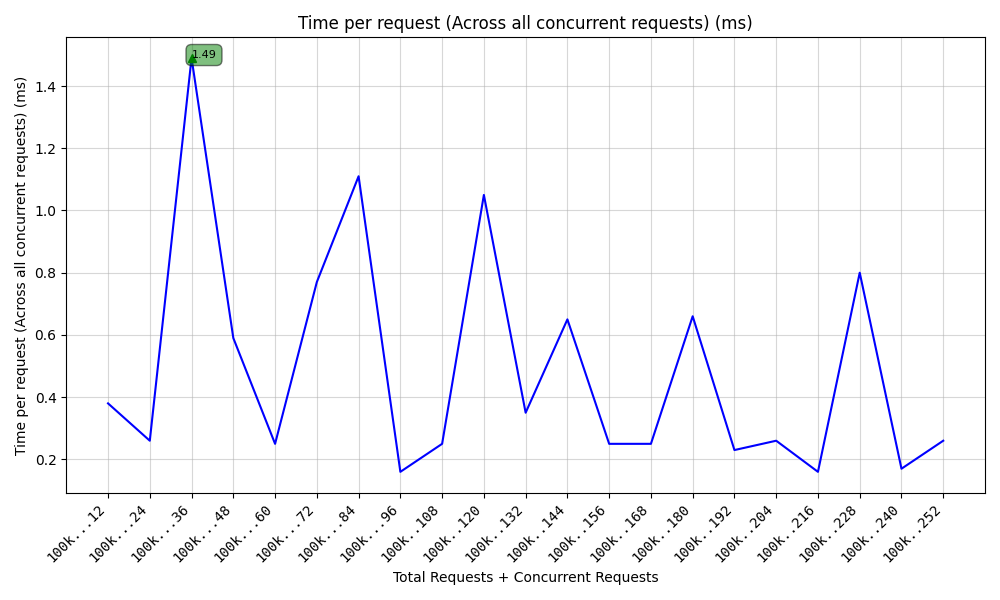 Time per request (Across all concurrent requests) (ms)
1.49
Time per request (Across all concurrent requests) (ms)
1.4
1.2
1.0
0.8
0.6
0.4
0.2
100k...12
100k...24
100k...36
100k...48
100k...60
100k...72
100k...84
100k...96
100k..108
100k..120
100k..132
100k..144
100k..156
100k..168
100k..180
100k..192
100k..204
100k..216
100k..228
100k..240
100k..252
Total Requests + Concurrent Requests